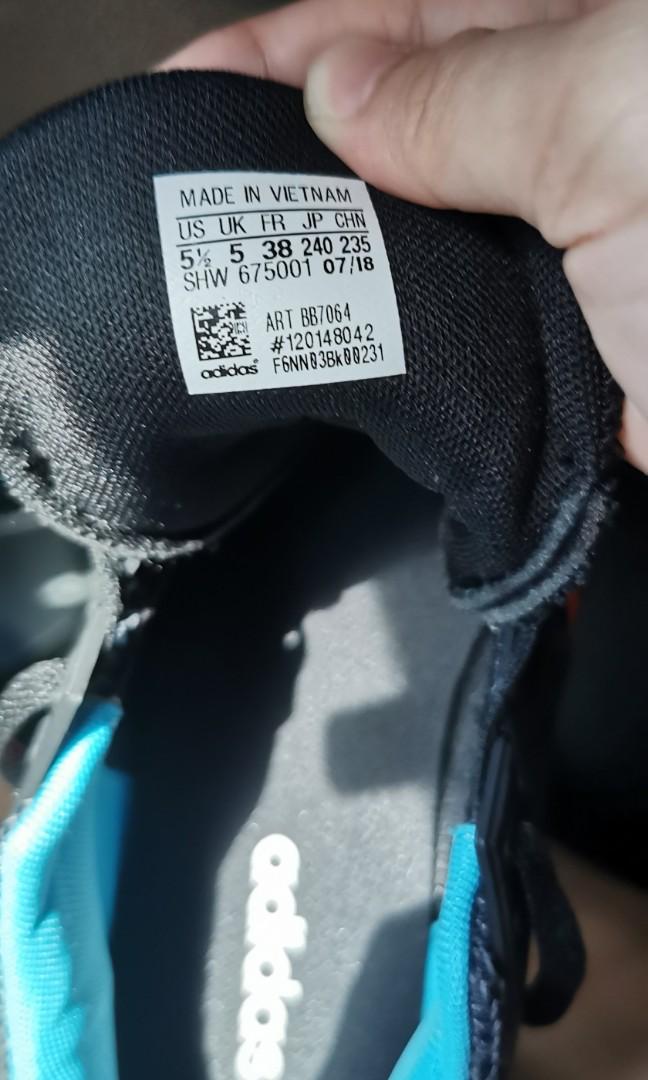 MADE IN VIETNAM
US UK FR JP CHN
5½ 5 38 240 235
SHW 675001 07/18
ART BB7064
#120148042
adidas® F6NN03Bk00231
adidas